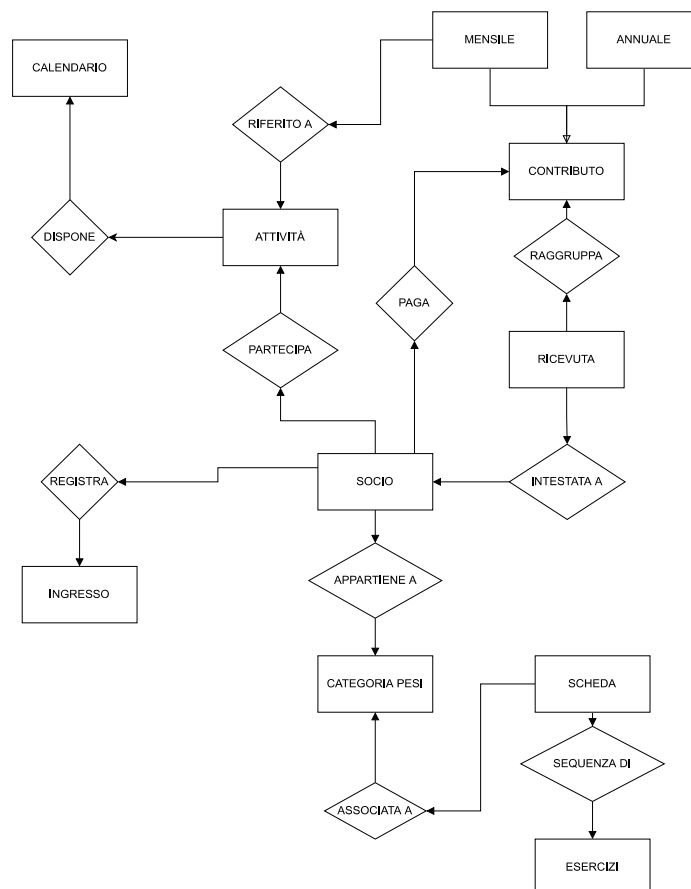 MENSILE
ANNUALE
CALENDARIO
RIFERITO A
CONTRIBUTO
DISPONE
ATTIVITÀ
RAGGRUPPA
PAGA
PARTECIPA
RICEVUTA
REGISTRA
SOCIO
INTESTATA A
APPARTIENE A
INGRESSO
CATEGORIA PESI
SCHEDA
SEQUENZA DI
ASSOCIATA A
ESERCIZI